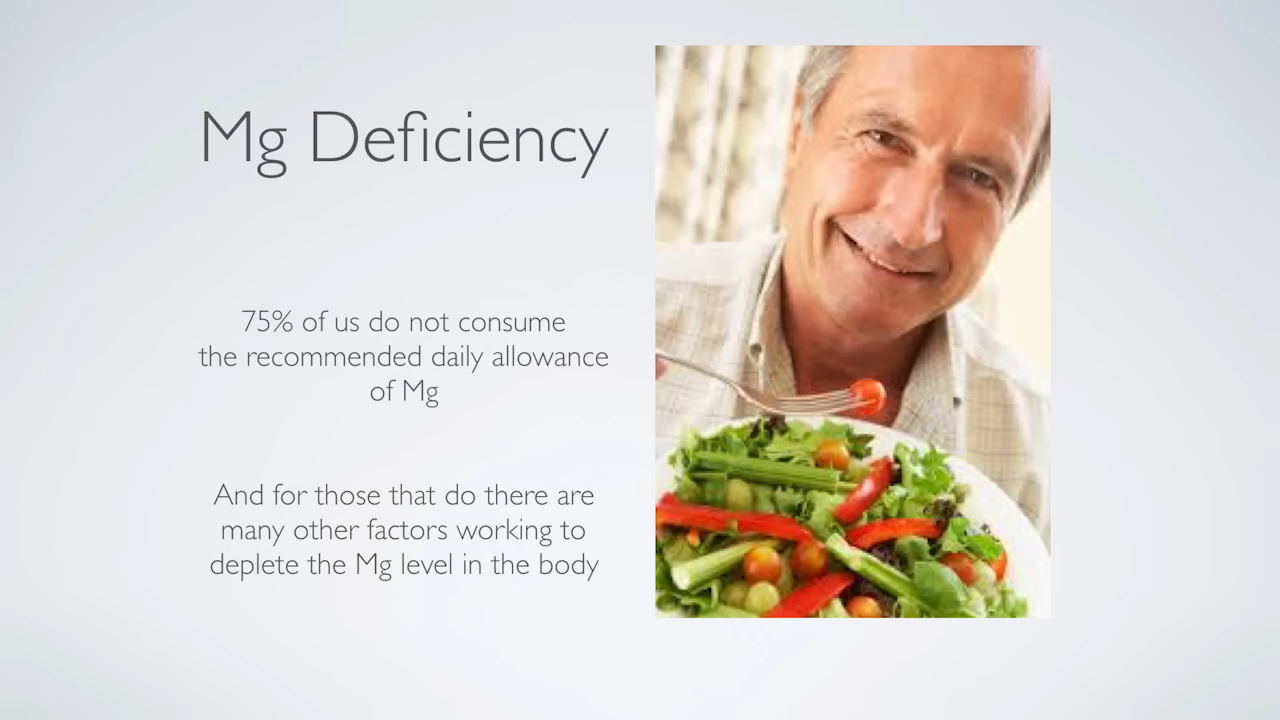 Mg Deficiency
75% of us do not consume
the recommended daily allowance
of Mg
And for those that do there are
many other factors working to
deplete the Mg level in the body